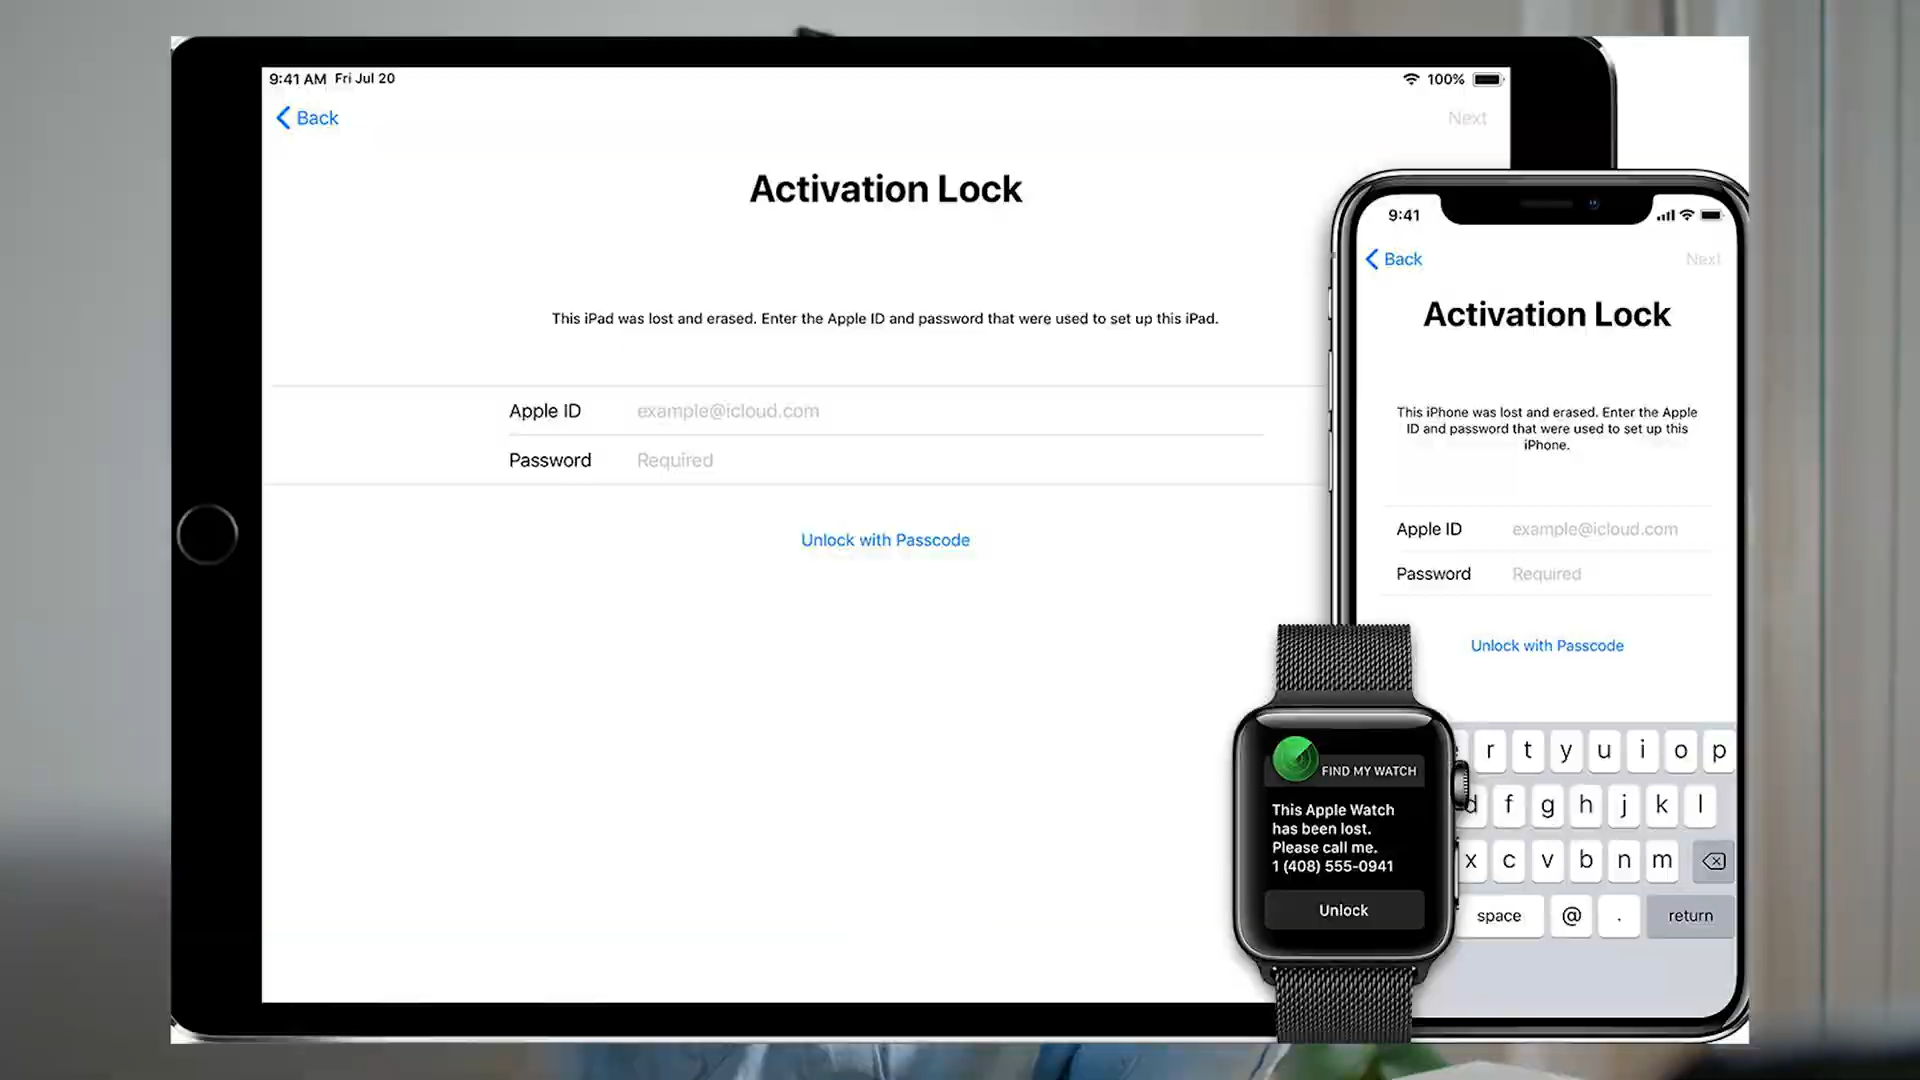 9:41 AM Fri Jul 20
100%
Back
Next
Activation Lock
This iPad was lost and erased. Enter the Apple ID and password that were used to set up this iPad.
Apple ID example@icloud.com
Password Required
Unlock with Passcode
9:41
Back
Next
Activation Lock
This iPhone was lost and erased. Enter the Apple
ID and password that were used to set up this
iPhone.
Apple ID example@icloud.com
Password Required
Unlock with Passcode
r t y u i o p
d f g h j k l
x c v b n m
space @ . return
FIND MY WATCH
This Apple Watch
has been lost.
Please call me.
1 (408) 555-0941
Unlock